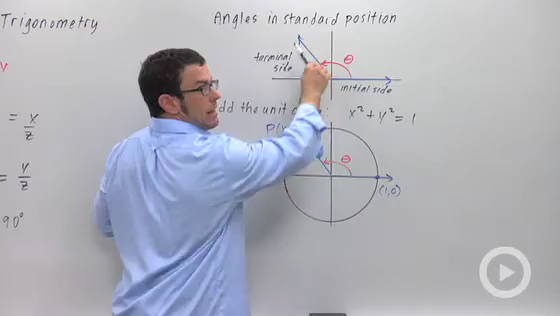 Trigonometry
Angles in standard position
terminal
side
θ
initial side
= x/z
dd the unit
: x² + y² = 1
P(
θ
= y/z
(1,0)
90°